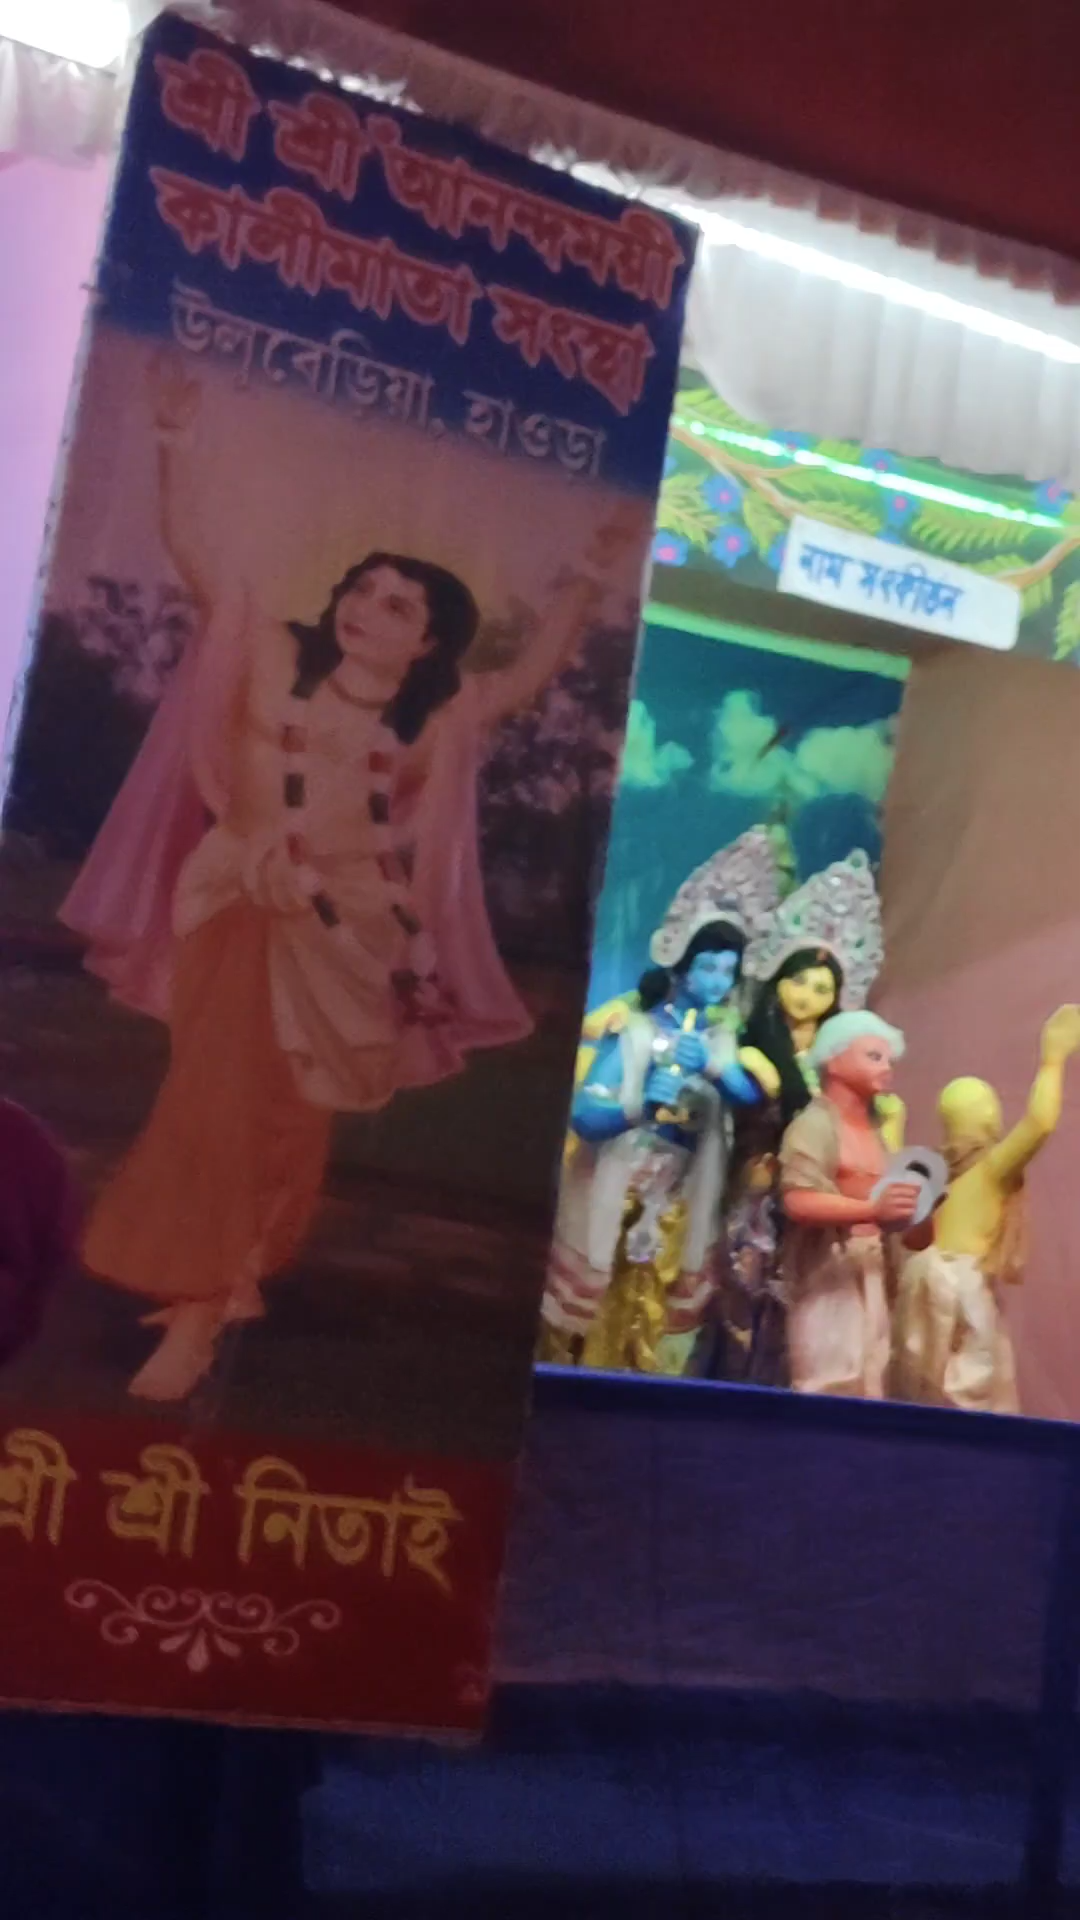 শ্রী শ্রী ঁআনন্দময়ী
কালীমাতা সংস্থা
উলুবেড়িয়া, হাওড়া
নাম সংকীর্তন
শ্রী শ্রী নিতাই